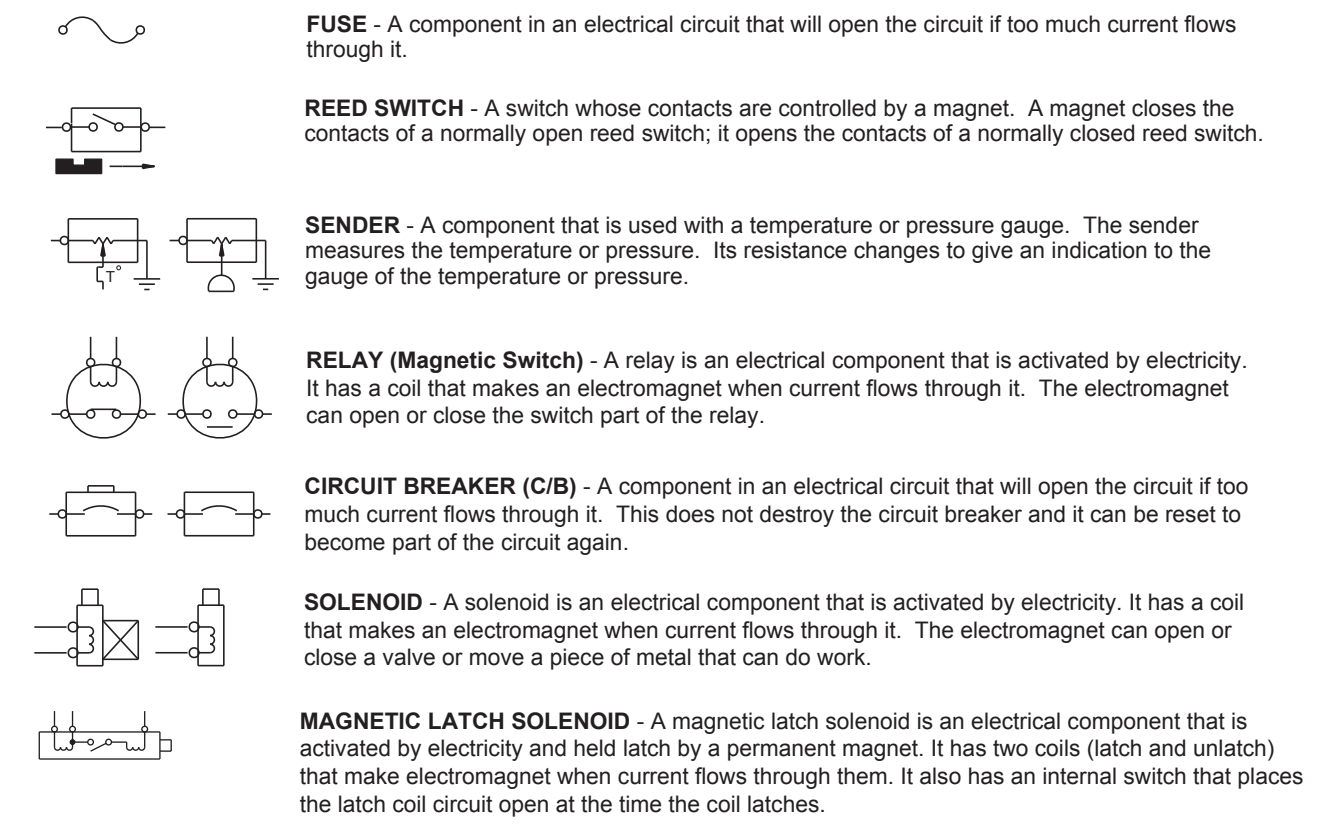 FUSE - A component in an electrical circuit that will open the circuit if too much current flows
through it.
REED SWITCH - A switch whose contacts are controlled by a magnet. A magnet closes the
contacts of a normally open reed switch; it opens the contacts of a normally closed reed switch.
T°
SENDER - A component that is used with a temperature or pressure gauge. The sender
measures the temperature or pressure. Its resistance changes to give an indication to the
gauge of the temperature or pressure.
RELAY (Magnetic Switch) - A relay is an electrical component that is activated by electricity.
It has a coil that makes an electromagnet when current flows through it. The electromagnet
can open or close the switch part of the relay.
CIRCUIT BREAKER (C/B) - A component in an electrical circuit that will open the circuit if too
much current flows through it. This does not destroy the circuit breaker and it can be reset to
become part of the circuit again.
SOLENOID - A solenoid is an electrical component that is activated by electricity. It has a coil
that makes an electromagnet when current flows through it. The electromagnet can open or
close a valve or move a piece of metal that can do work.
MAGNETIC LATCH SOLENOID - A magnetic latch solenoid is an electrical component that is
activated by electricity and held latch by a permanent magnet. It has two coils (latch and unlatch)
that make electromagnet when current flows through them. It also has an internal switch that places
the latch coil circuit open at the time the coil latches.